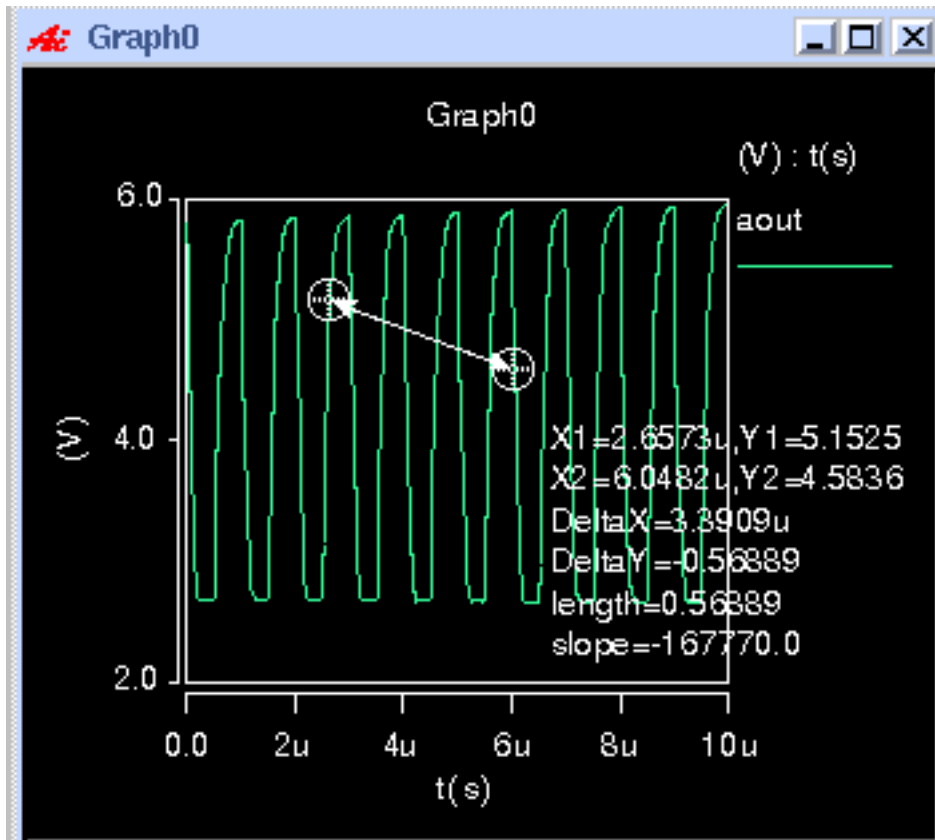 Graph0
Graph0
(V) : t(s)
aout
6.0
4.0
2.0
(V)
X1=2.6573u,Y1=5.1525
X2=6.0482u,Y2=4.5836
DeltaX=3.3909u
DeltaY=-0.56889
length=0.56889
slope=-167770.0
0.0 2u 4u 6u 8u 10u
t(s)